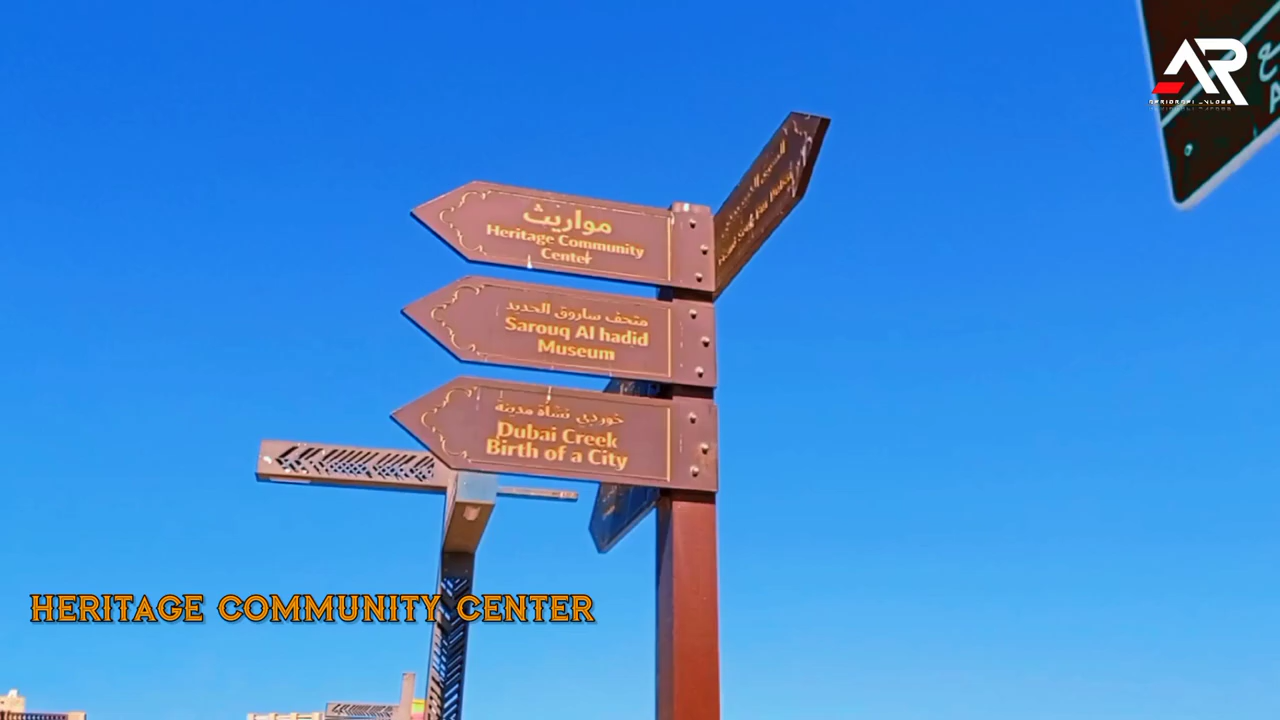 AR
مواريث
Heritage Community
Center
متحف ساروق الحديد
Sarouq Al hadid
Museum
خور دبي نشأة مدينة
Dubai Creek
Birth of a City
HERITAGE COMMUNITY CENTER